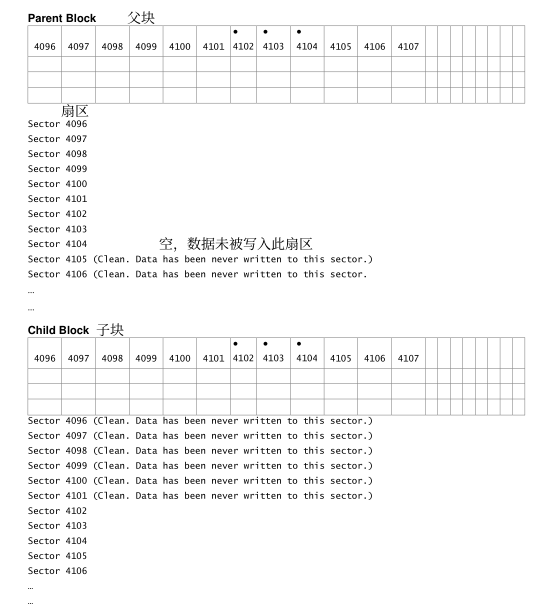 Parent Block 父块
4096 4097 4098 4099 4100 4101 4102 4103 4104 4105 4106 4107
扇区
Sector 4096
Sector 4097
Sector 4098
Sector 4099
Sector 4100
Sector 4101
Sector 4102
Sector 4103
Sector 4104 空，数据未被写入此扇区
Sector 4105 (Clean. Data has been never written to this sector.)
Sector 4106 (Clean. Data has been never written to this sector.
...
...
Child Block 子块
4096 4097 4098 4099 4100 4101 4102 4103 4104 4105 4106 4107
Sector 4096 (Clean. Data has been never written to this sector.)
Sector 4097 (Clean. Data has been never written to this sector.)
Sector 4098 (Clean. Data has been never written to this sector.)
Sector 4099 (Clean. Data has been never written to this sector.)
Sector 4100 (Clean. Data has been never written to this sector.)
Sector 4101 (Clean. Data has been never written to this sector.)
Sector 4102
Sector 4103
Sector 4104
Sector 4105
Sector 4106
...
...